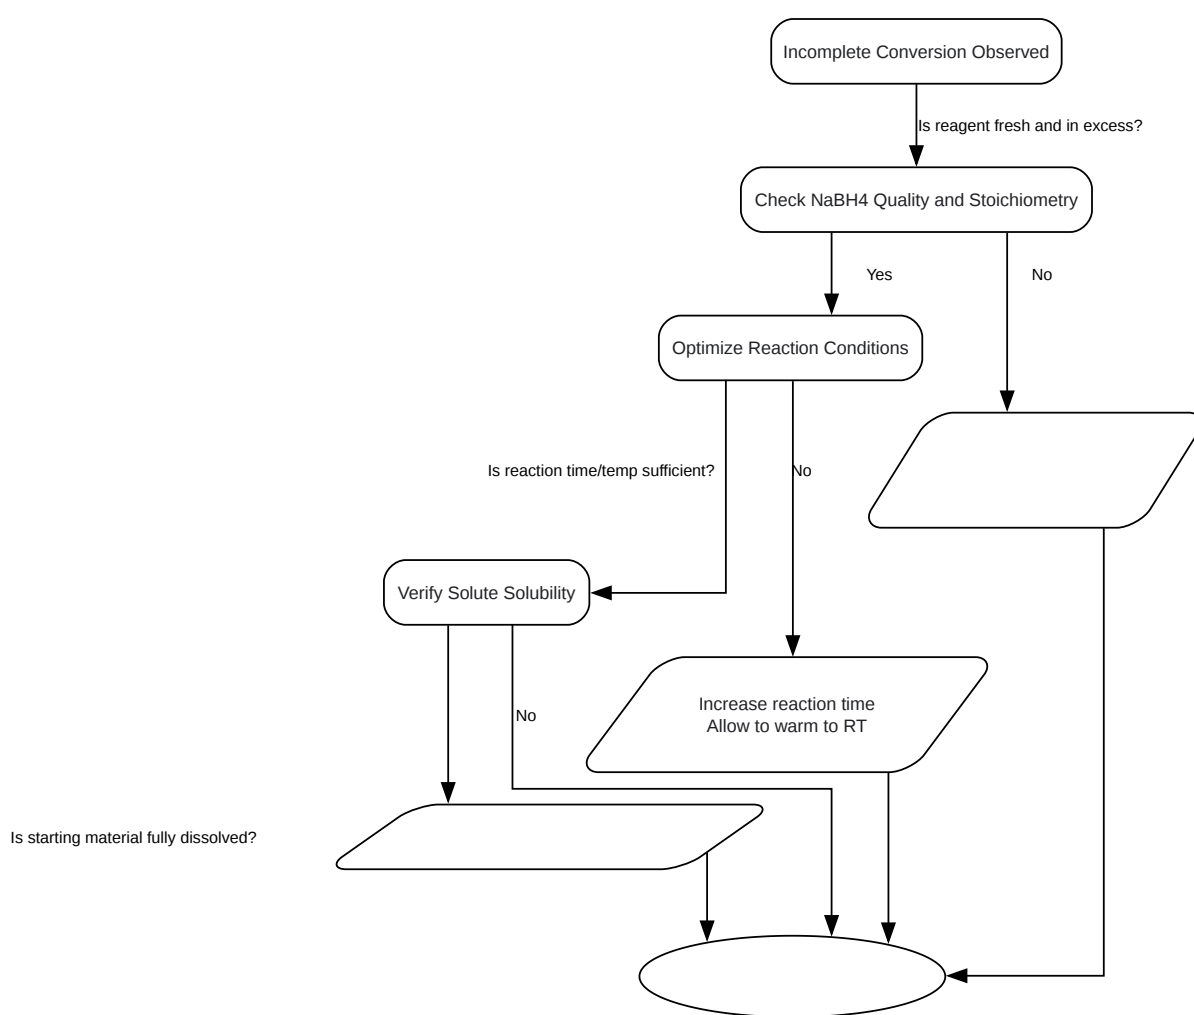 Incomplete Conversion Observed
Is reagent fresh and in excess?
Check NaBH4 Quality and Stoichiometry
Yes
No
Optimize Reaction Conditions
Is reaction time/temp sufficient?
No
Verify Solute Solubility
Increase reaction time
Allow to warm to RT
No
Is starting material fully dissolved?